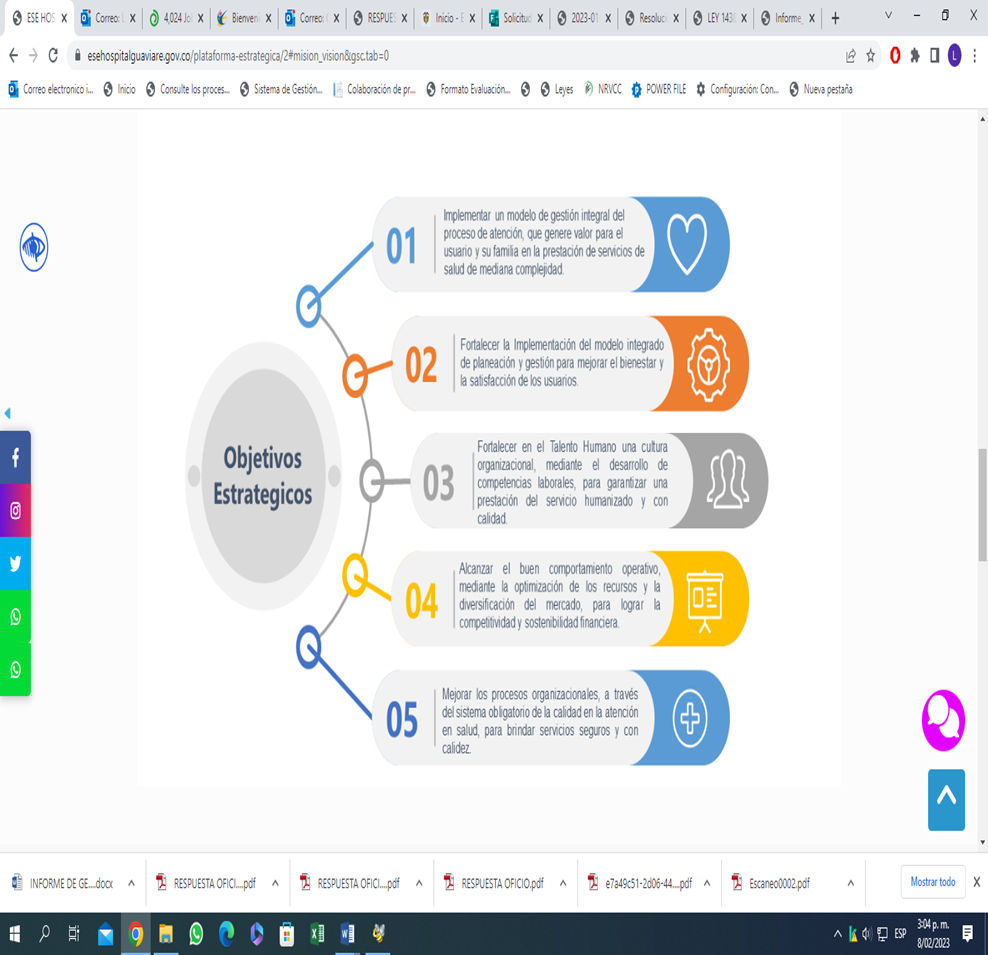 ESE HOS
Correo: L
4,024 Jo
Bienveni
Correo: (
RESPUES
Inicio - E
Solicitud
2023-01
Resoluci
LEY 1438
Informe_
esehospitalguaviare.gov.co/plataforma-estrategica/2#mision_vision&gsc.tab=0
L
Correo electronico i...
Inicio
Consulte los proces...
Sistema de Gestión...
Colaboración de pr...
Formato Evaluación...
Leyes
NRVCC
POWER FILE
Configuración: Con...
Nueva pestaña
Objetivos
Estrategicos
01
Implementar un modelo de gestión integral del
proceso de atención, que genere valor para el
usuario y su familia en la prestación de servicios de
salud de mediana complejidad.
02
Fortalecer la Implementación del modelo integrado
de planeación y gestión para mejorar el bienestar y
la satisfacción de los usuarios.
03
Fortalecer en el Talento Humano una cultura
organizacional, mediante el desarrollo de
competencias laborales, para garantizar una
prestación del servicio humanizado y con
calidad.
04
Alcanzar el buen comportamiento operativo,
mediante la optimización de los recursos y la
diversificación del mercado, para lograr la
competitividad y sostenibilidad financiera.
05
Mejorar los procesos organizacionales, a través
del sistema obligatorio de la calidad en la atención
en salud, para brindar servicios seguros y con
calidez.
INFORME DE GE....docx
RESPUESTA OFICI....pdf
RESPUESTA OFICI....pdf
RESPUESTA OFICIO.pdf
e7a49c51-2d06-44....pdf
Escaneo0002.pdf
Mostrar todo
ESP
3:04 p. m.
8/02/2023